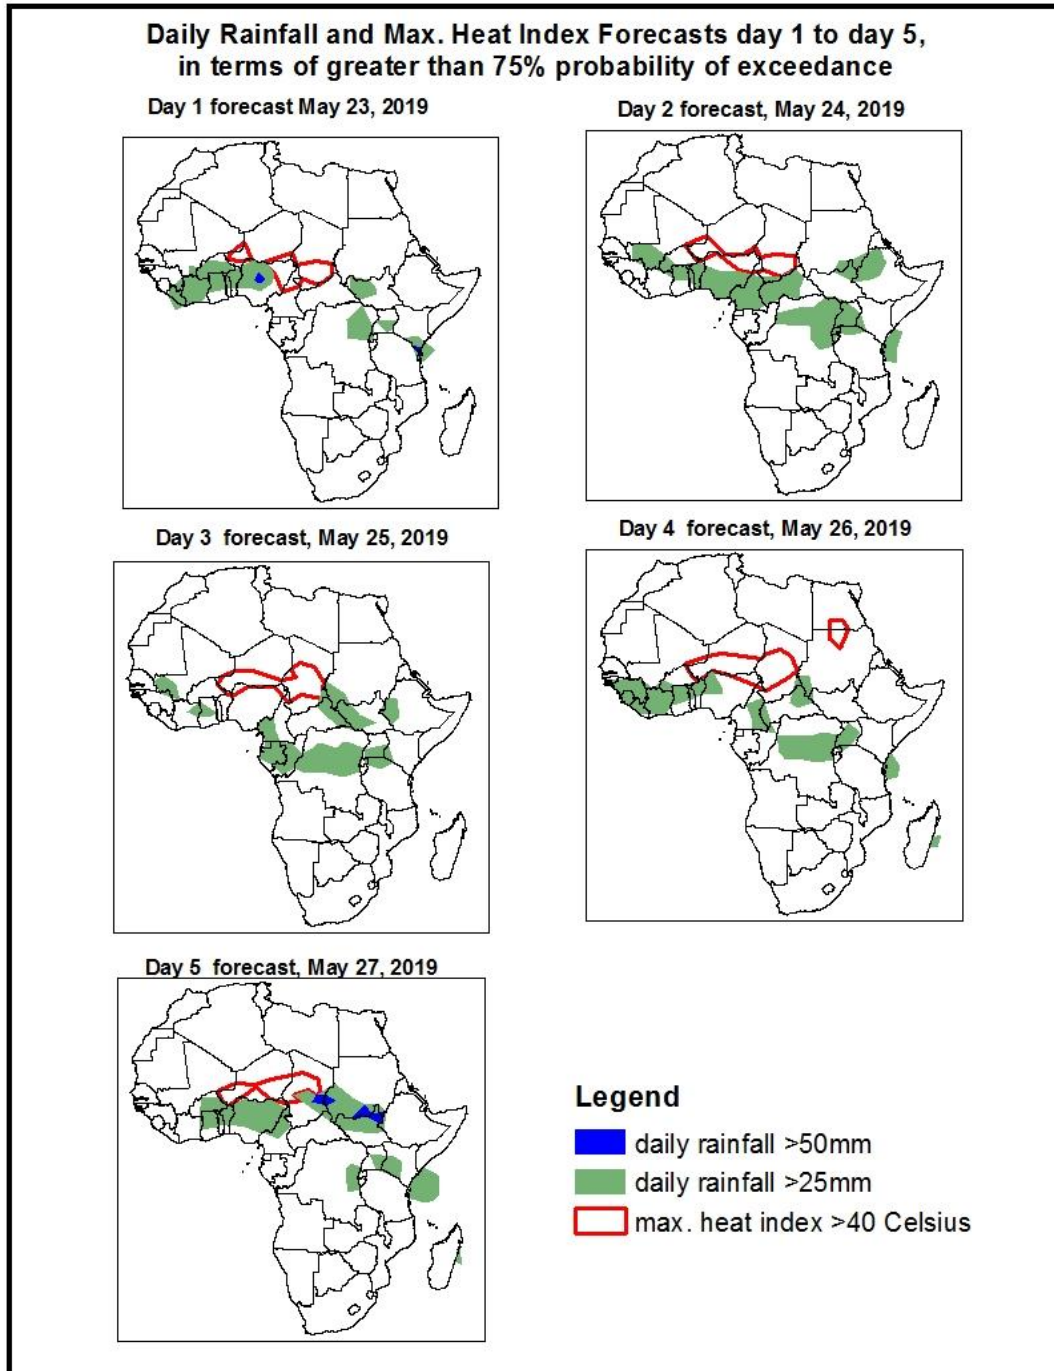 Daily Rainfall and Max. Heat Index Forecasts day 1 to day 5,
in terms of greater than 75% probability of exceedance
Day 1 forecast May 23, 2019
Day 2 forecast, May 24, 2019
Day 3 forecast, May 25, 2019
Day 4 forecast, May 26, 2019
Day 5 forecast, May 27, 2019
Legend
daily rainfall >50mm
daily rainfall >25mm
max. heat index >40 Celsius